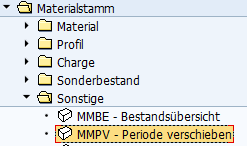 Materialstamm
Material
Profil
Charge
Sonderbestand
Sonstige
MMBE - Bestandsübersicht
MMPV - Periode verschieben